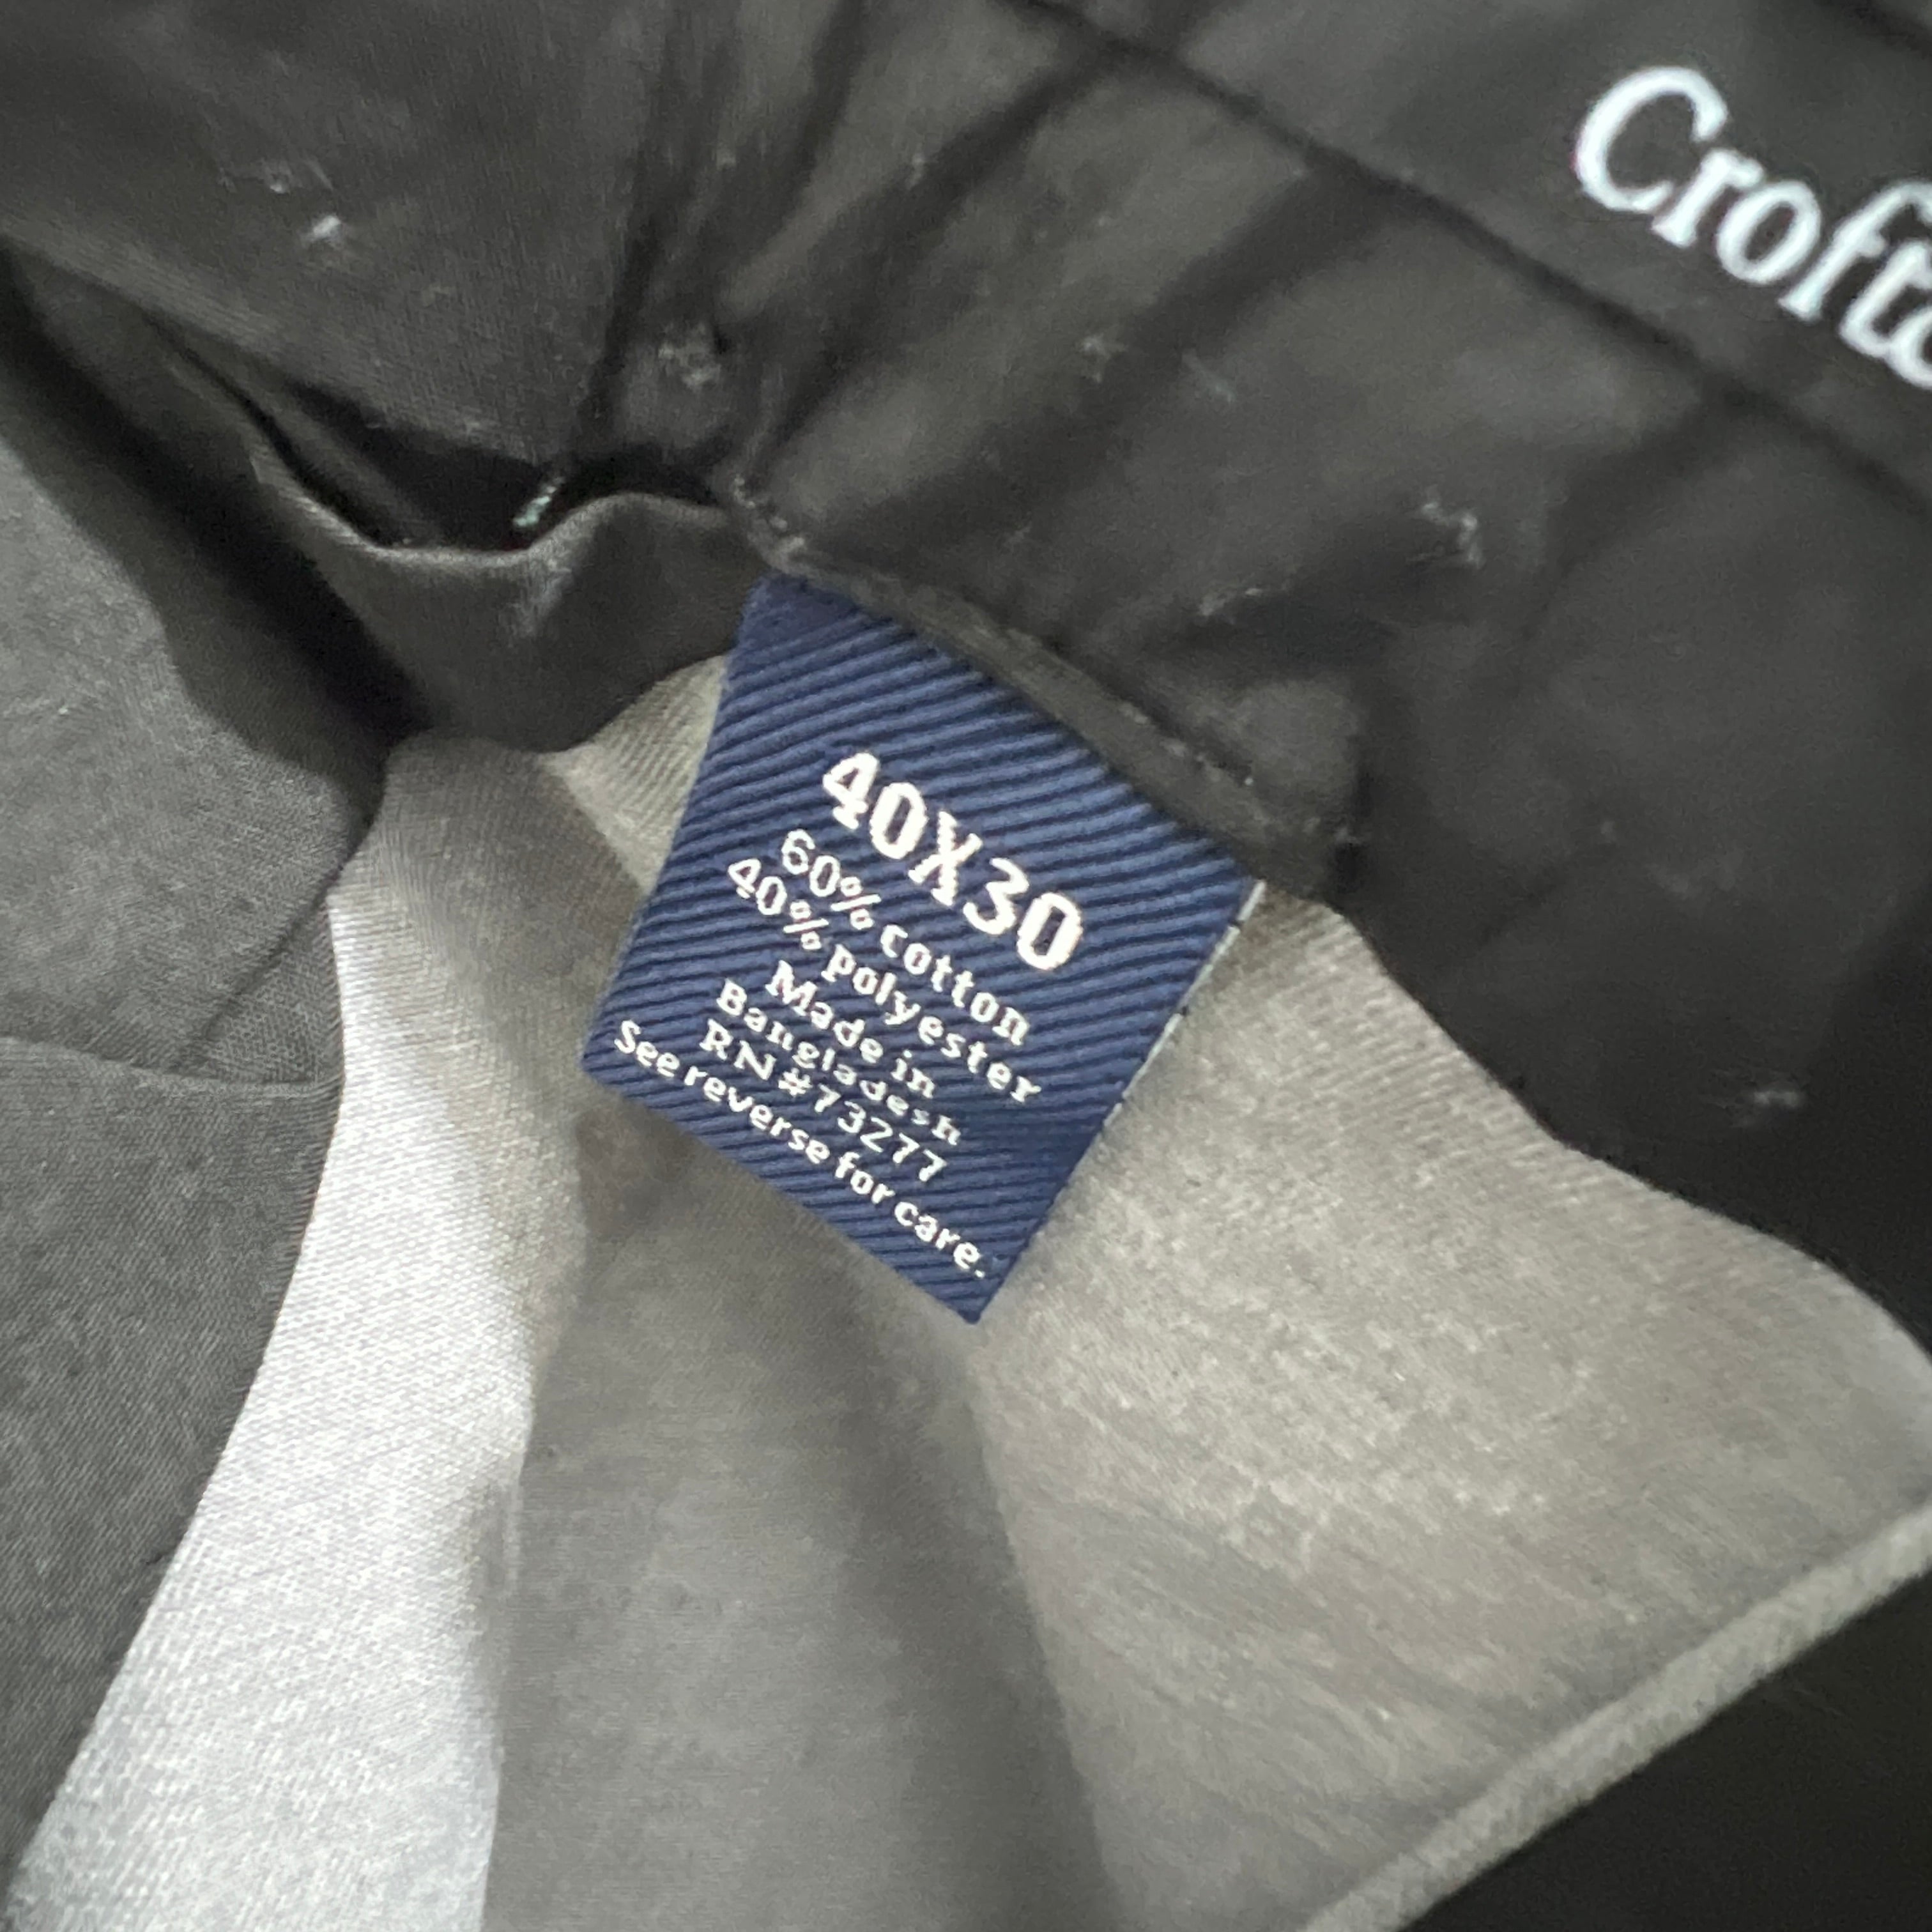 Croft
40X30
60% cotton
40% polyester
Made in
Bangladesh
RN#73277
See reverse for care.